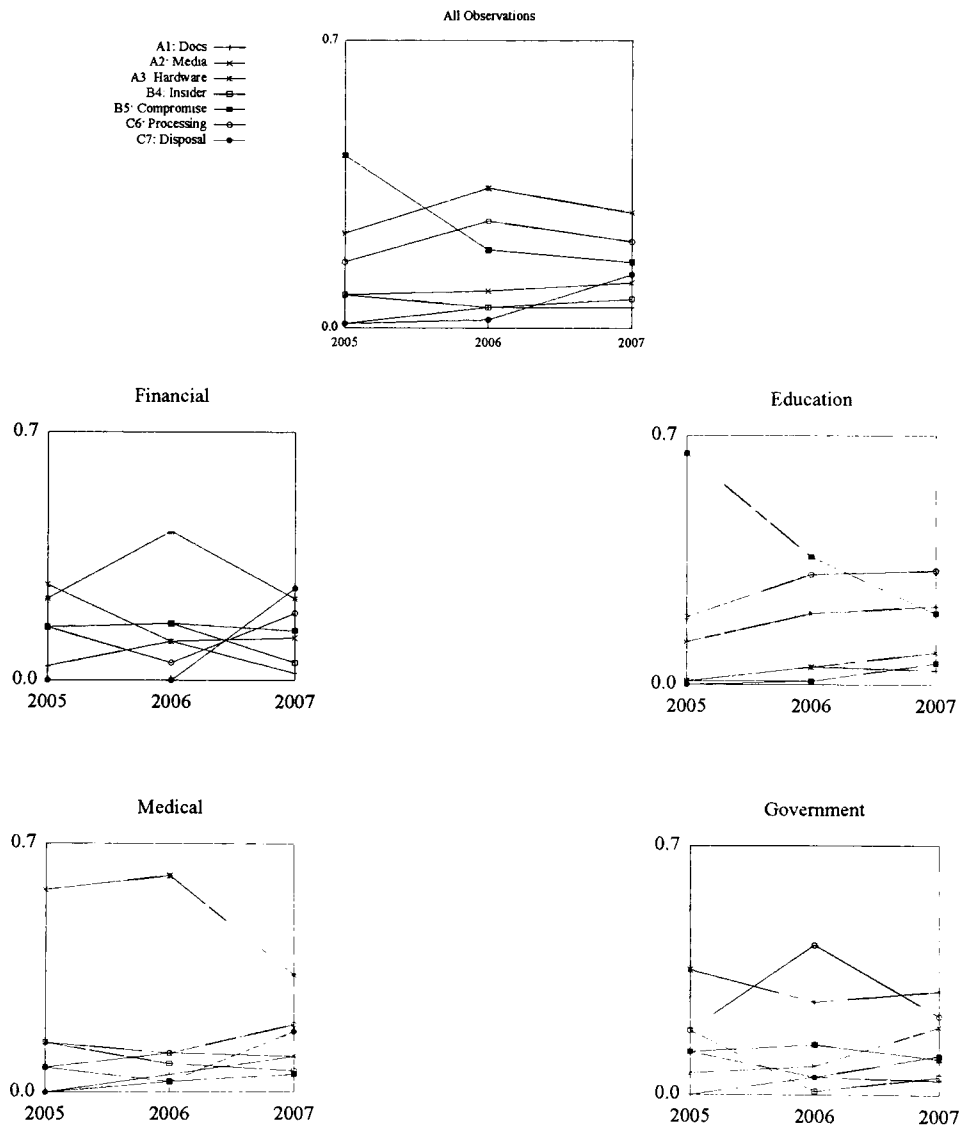 All Observations
0.7
A1: Docs
A2: Media
A3 Hardware
B4: Insider
B5: Compromise
C6: Processing
C7: Disposal
0.0
2005 2006 2007
Financial
0.7
0.0
2005 2006 2007
Education
0.7
0.0
2005 2006 2007
Medical
0.7
0.0
2005 2006 2007
Government
0.7
0.0
2005 2006 2007